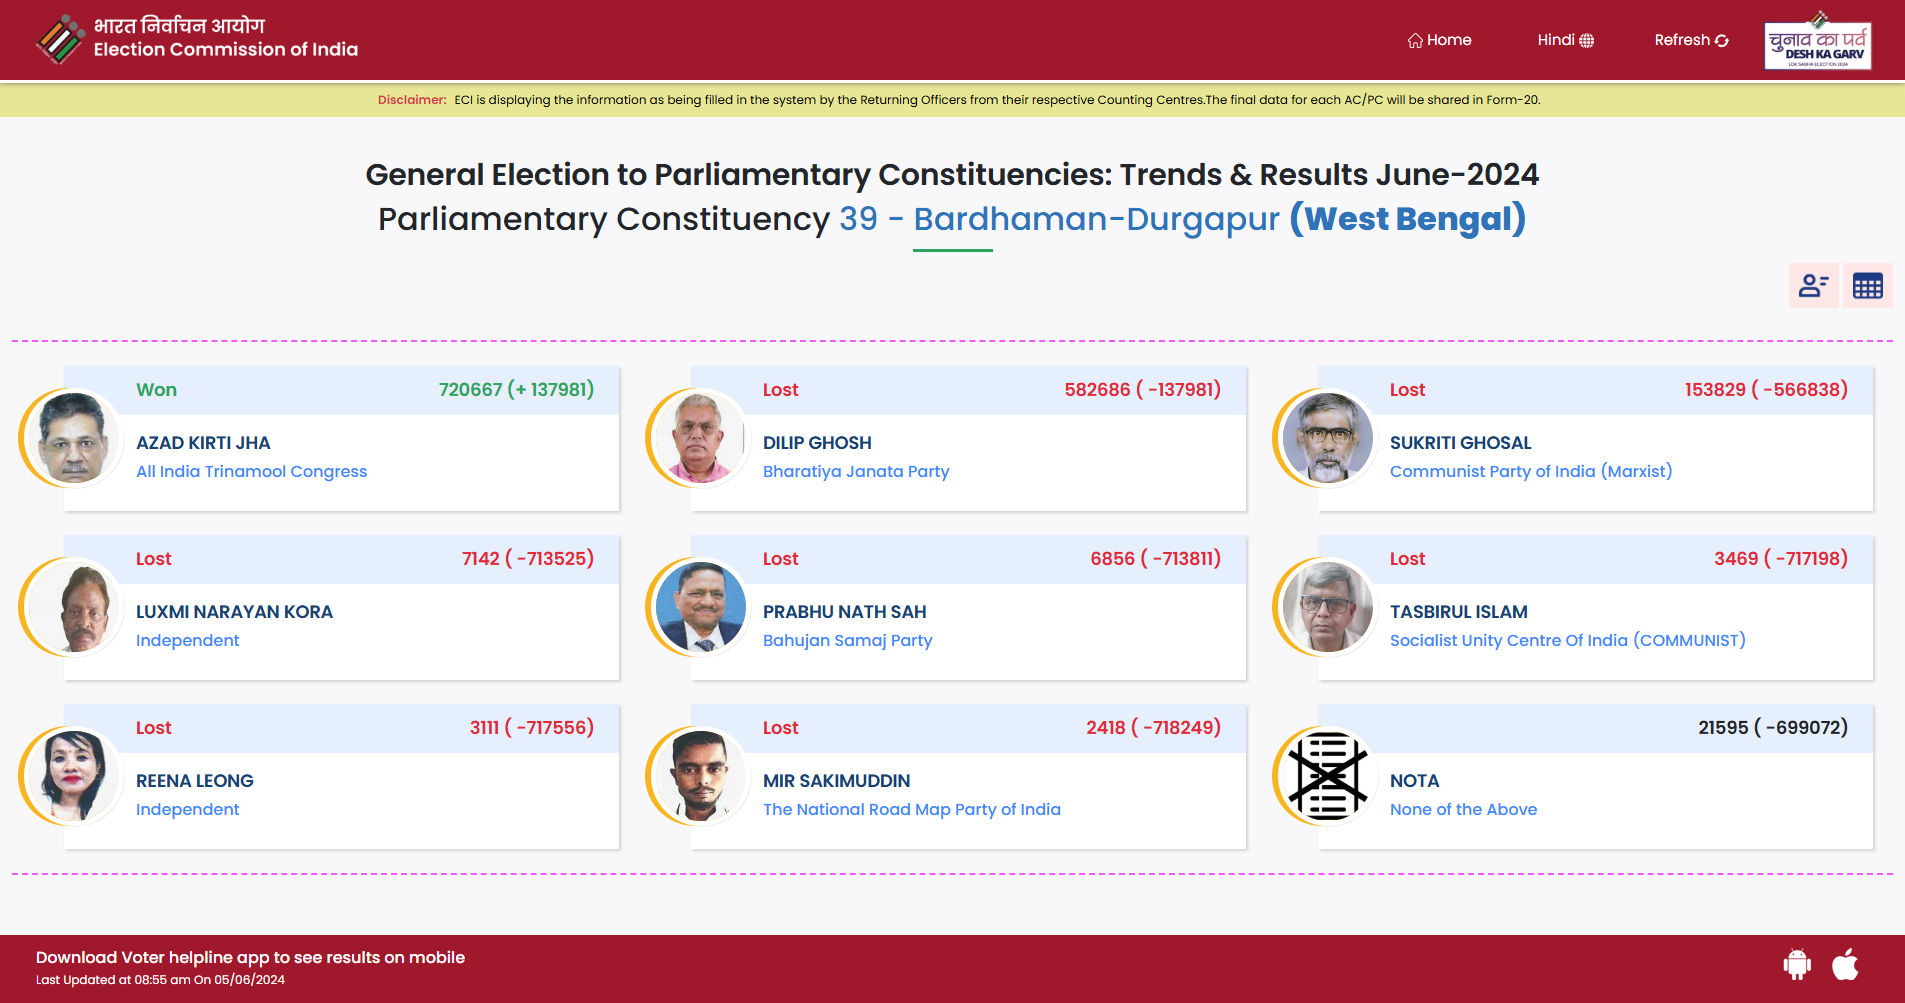 भारत निर्वाचन आयोग
Election Commission of India
Home
Hindi
Refresh
चुनाव का पर्व
DESH KA GARV
LOK SABHA ELECTION 2024
Disclaimer: ECI is displaying the information as being filled in the system by the Returning Officers from their respective Counting Centres.The final data for each AC/PC will be shared in Form-20.
General Election to Parliamentary Constituencies: Trends & Results June-2024
Parliamentary Constituency 39 - Bardhaman-Durgapur (West Bengal)
Won 720667 (+ 137981)
AZAD KIRTI JHA
All India Trinamool Congress
Lost 582686 ( -137981)
DILIP GHOSH
Bharatiya Janata Party
Lost 153829 ( -566838)
SUKRITI GHOSAL
Communist Party of India (Marxist)
Lost 7142 ( -713525)
LUXMI NARAYAN KORA
Independent
Lost 6856 ( -713811)
PRABHU NATH SAH
Bahujan Samaj Party
Lost 3469 ( -717198)
TASBIRUL ISLAM
Socialist Unity Centre Of India (COMMUNIST)
Lost 3111 ( -717556)
REENA LEONG
Independent
Lost 2418 ( -718249)
MIR SAKIMUDDIN
The National Road Map Party of India
21595 ( -699072)
NOTA
None of the Above
Download Voter helpline app to see results on mobile
Last Updated at 08:55 am On 05/06/2024